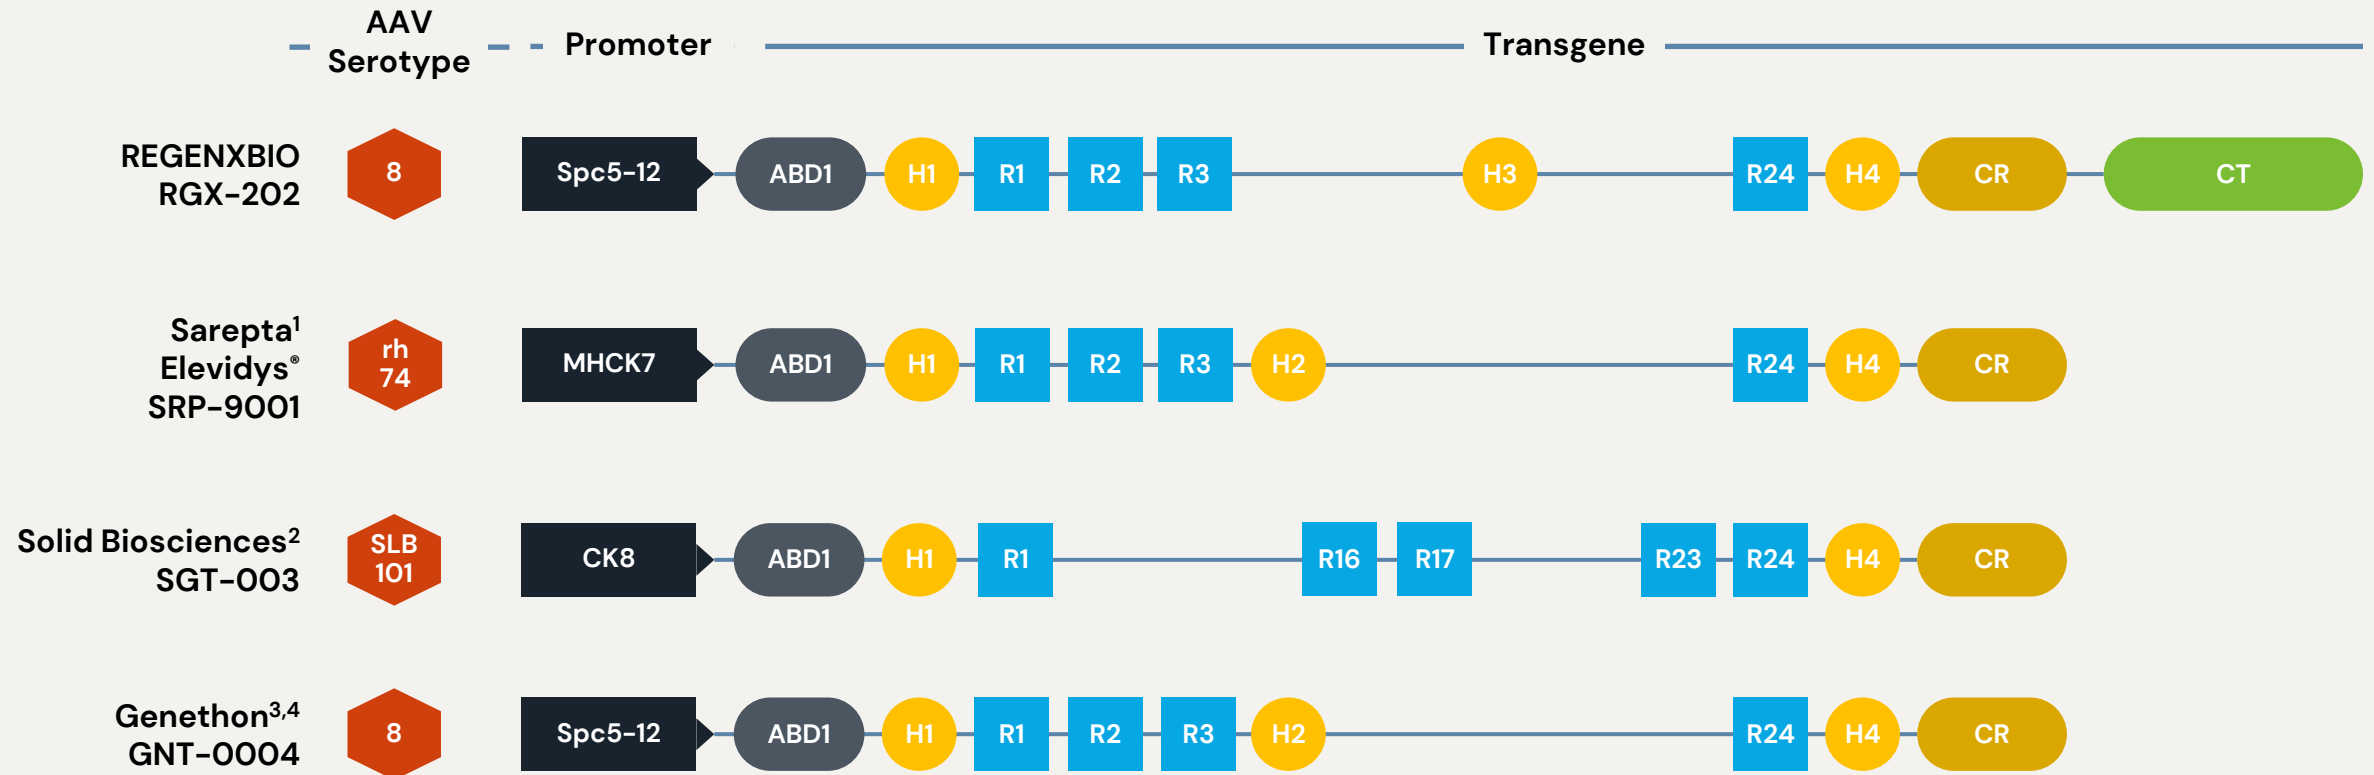 AAV
Serotype
Promoter
Transgene
REGENXBIO
RGX-202
8
Spc5-12
ABD1
H1
R1
R2
R3
H3
R24
H4
CR
CT
Sarepta¹
Elevidys®
SRP-9001
rh
74
MHCK7
ABD1
H1
R1
R2
R3
H2
R24
H4
CR
Solid Biosciences²
SGT-003
SLB
101
CK8
ABD1
H1
R1
R16
R17
R23
R24
H4
CR
Genethon³,⁴
GNT-0004
8
Spc5-12
ABD1
H1
R1
R2
R3
H2
R24
H4
CR